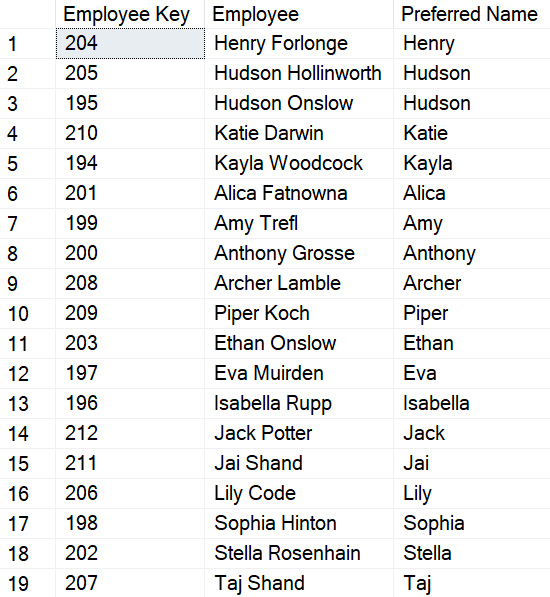 Employee Key Employee Preferred Name
1 204 Henry Forlonge Henry
2 205 Hudson Hollinworth Hudson
3 195 Hudson Onslow Hudson
4 210 Katie Darwin Katie
5 194 Kayla Woodcock Kayla
6 201 Alica Fatnowna Alica
7 199 Amy Trefl Amy
8 200 Anthony Grosse Anthony
9 208 Archer Lamble Archer
10 209 Piper Koch Piper
11 203 Ethan Onslow Ethan
12 197 Eva Muirden Eva
13 196 Isabella Rupp Isabella
14 212 Jack Potter Jack
15 211 Jai Shand Jai
16 206 Lily Code Lily
17 198 Sophia Hinton Sophia
18 202 Stella Rosenhain Stella
19 207 Taj Shand Taj